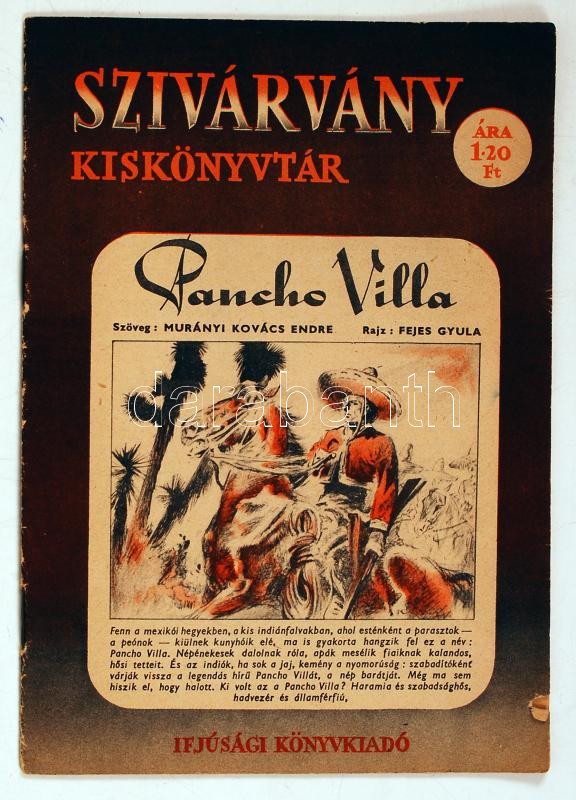 SZIVÁRVÁNY
KISKÖNYVTÁR
ÁRA
1·20
Ft
Pancho Villa
Szöveg: MURÁNYI KOVÁCS ENDRE Rajz: FEJES GYULA
darabanth
Fenn a mexikói hegyekben, a kis indiánfalvakban, ahol esténként a parasztok —
a peónok — kiülnek kunyhóik elé, ma is gyakorta hangzik fel ez a név:
Pancho Villa. Népénekesek dalolnak róla, apák mesélik fiaiknak kalandos,
hősi tetteit. És az indiók, ha sok a jaj, kemény a nyomorúság: szabadítóként
várják vissza a legendás hírű Pancho Villát, a nép barátját. Még ma sem
hiszik el, hogy halott. Ki volt az a Pancho Villa? Haramia és szabadsághős,
hadvezér és államférfiú.
IFJÚSÁGI KÖNYVKIADÓ